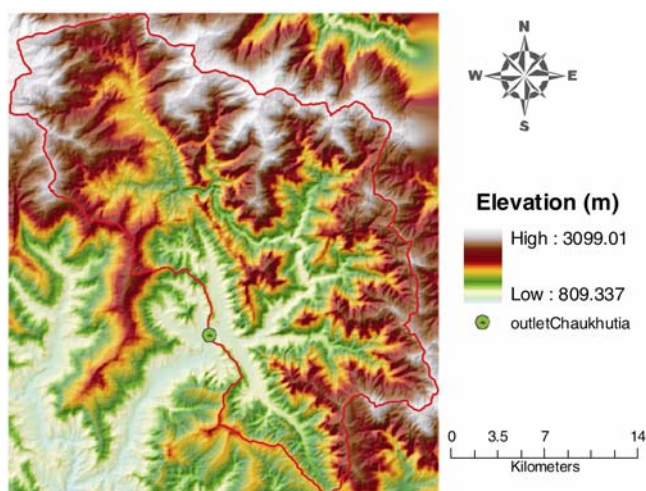 N
W E
S
Elevation (m)
High : 3099.01
Low : 809.337
outletChaukhutia
0 3.5 7 14
Kilometers